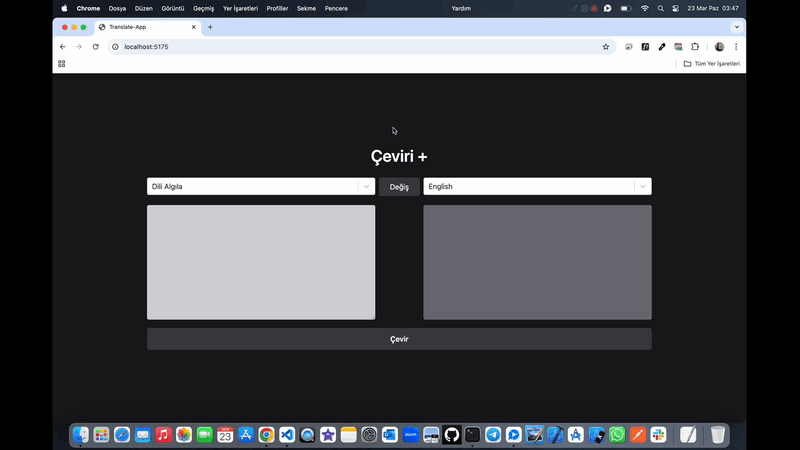 Chrome Dosya Düzen Görüntü Geçmiş Yer İşaretleri Profiller Sekme Pencere Yardım 23 Mar Paz 03:47
Translate-App
localhost:5175
Tüm Yer İşaretleri
Çeviri +
Dili Algıla Değiş English
Çevir
23
zoom